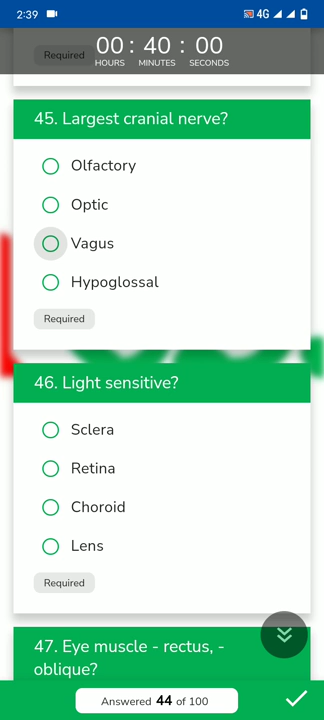 2:39
4G
Required
00 : 40 : 00
HOURS MINUTES SECONDS
45. Largest cranial nerve?
Olfactory
Optic
Vagus
Hypoglossal
Required
46. Light sensitive?
Sclera
Retina
Choroid
Lens
Required
47. Eye muscle - rectus, -
oblique?
Answered 44 of 100